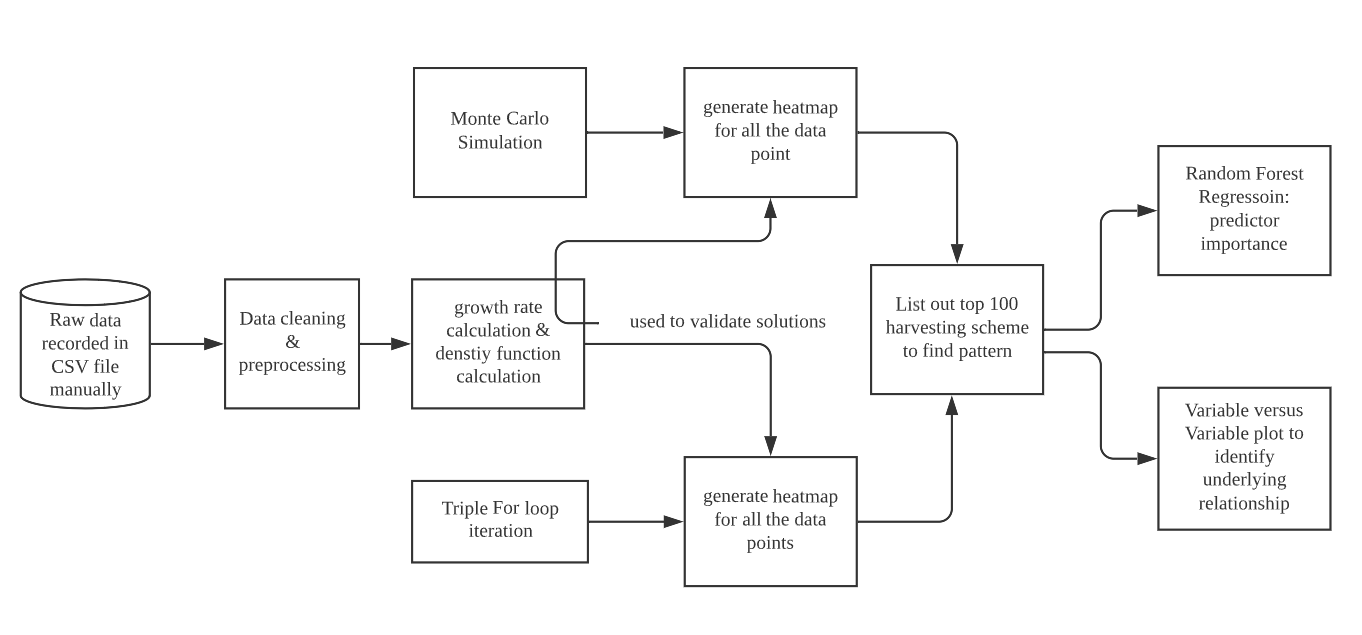 Monte Carlo
Simulation
generate heatmap
for all the data
point
Random Forest
Regressoin:
predictor
importance
Raw data
recorded in
CSV file
manually
Data cleaning
&
preprocessing
growth rate
calculation &
denstiy function
calculation
used to validate solutions
List out top 100
harvesting scheme
to find pattern
Triple For loop
iteration
generate heatmap
for all the data
points
Variable versus
Variable plot to
identify
underlying
relationship